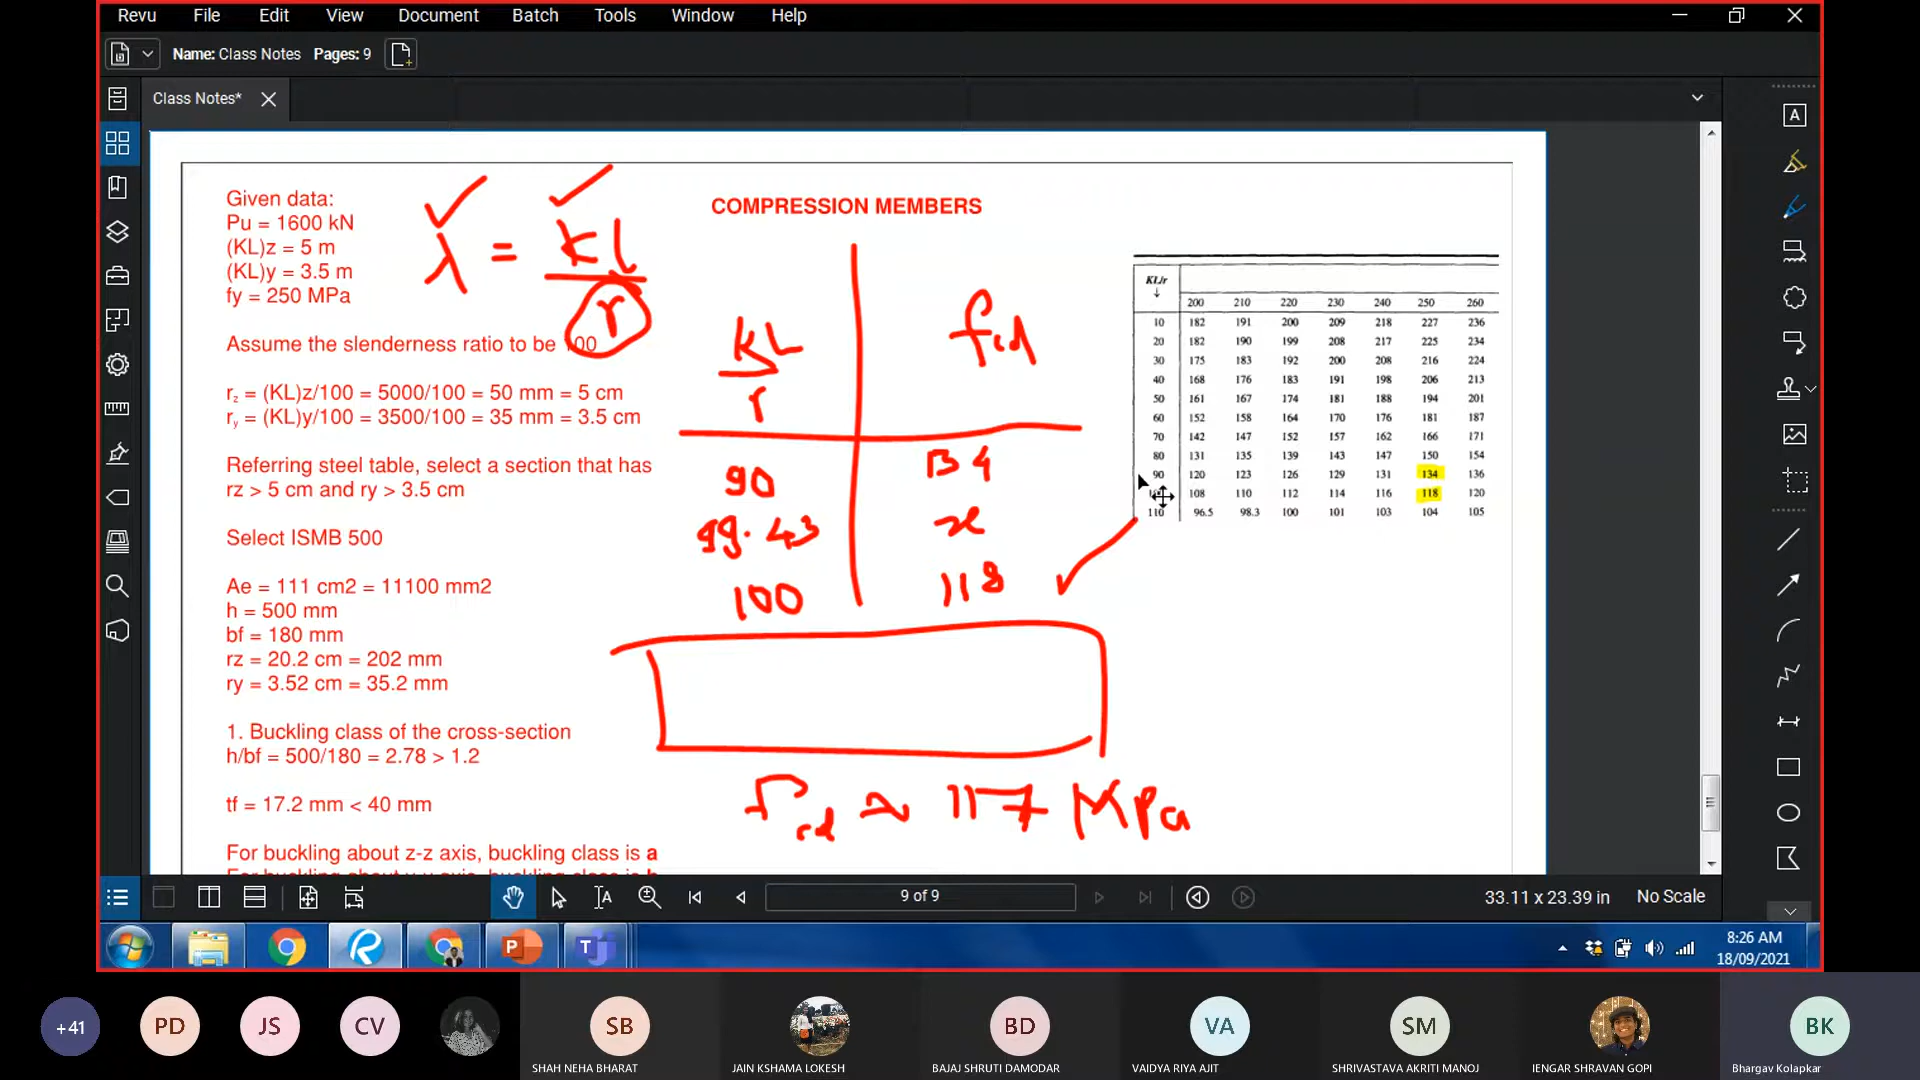 Revu File Edit View Document Batch Tools Window Help
Name: Class Notes Pages: 9
Class Notes*
COMPRESSION MEMBERS
Given data:
Pu = 1600 kN
(KL)z = 5 m
(KL)y = 3.5 m
fy = 250 MPa
Assume the slenderness ratio to be 100
rz = (KL)z/100 = 5000/100 = 50 mm = 5 cm
ry = (KL)y/100 = 3500/100 = 35 mm = 3.5 cm
Referring steel table, select a section that has
rz > 5 cm and ry > 3.5 cm
Select ISMB 500
Ae = 111 cm2 = 11100 mm2
h = 500 mm
bf = 180 mm
rz = 20.2 cm = 202 mm
ry = 3.52 cm = 35.2 mm
1. Buckling class of the cross-section
h/bf = 500/180 = 2.78 > 1.2
tf = 17.2 mm < 40 mm
For buckling about z-z axis, buckling class is a
λ = KL
r
KL
r
fcd
90 134
99.43 x
100 118
fcd ≈ 117 MPa
KL/r
↓
200 210 220 230 240 250 260
10 182 191 200 209 218 227 236
20 182 190 199 208 217 225 234
30 175 183 192 200 208 216 224
40 168 176 183 191 198 206 213
50 161 167 174 181 188 194 201
60 152 158 164 170 176 181 187
70 142 147 152 157 162 166 171
80 131 135 139 143 147 150 154
90 120 123 126 129 131 134 136
108 110 112 114 116 118 120
110 96.5 98.3 100 101 103 104 105
9 of 9
33.11 x 23.39 in No Scale
8:26 AM
18/09/2021
+41 PD JS CV SB BD VA SM BK
SHAH NEHA BHARAT JAIN KSHAMA LOKESH BAJAJ SHRUTI DAMODAR VAIDYA RIYA AJIT SHRIVASTAVA AKRITI MANOJ IENGAR SHRAVAN GOPI Bhargav Kolapkar